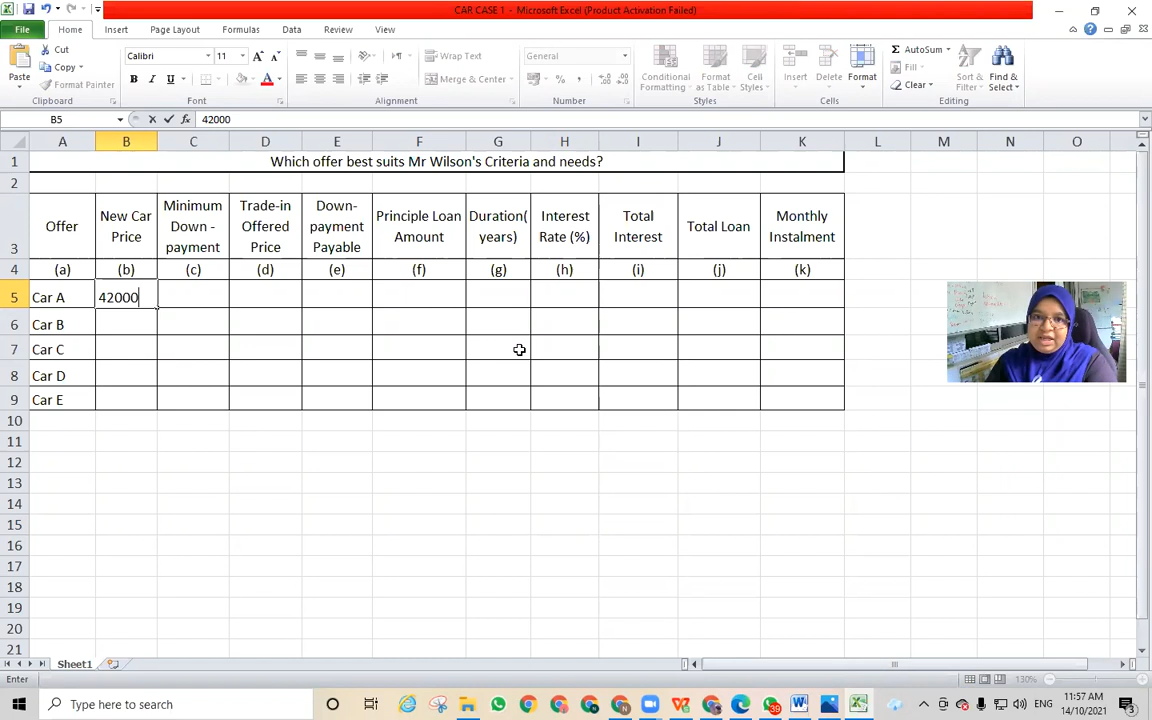 CAR CASE 1 - Microsoft Excel (Product Activation Failed)
File Home Insert Page Layout Formulas Data Review View
Cut
Copy
Format Painter
Paste
Clipboard
Calibri 11
B I U
Font
Wrap Text
Merge & Center
Alignment
General
%
Number
Conditional Formatting
Format as Table
Cell Styles
Styles
Insert Delete Format
Cells
AutoSum
Fill
Clear
Sort & Filter
Find & Select
Editing
B5 fx 42000
A B C D E F G H I J K L M N O
1 Which offer best suits Mr Wilson's Criteria and needs?
2
3 Offer New Car Price Minimum Down - payment Trade-in Offered Price Down-payment Payable Principle Loan Amount Duration( years) Interest Rate (%) Total Interest Total Loan Monthly Instalment
4 (a) (b) (c) (d) (e) (f) (g) (h) (i) (j) (k)
5 Car A 42000
6 Car B
7 Car C
8 Car D
9 Car E
10
11
12
13
14
15
16
17
18
19
20
21
Sheet1
Enter 130%
Type here to search
39
ENG
11:57 AM
14/10/2021
3